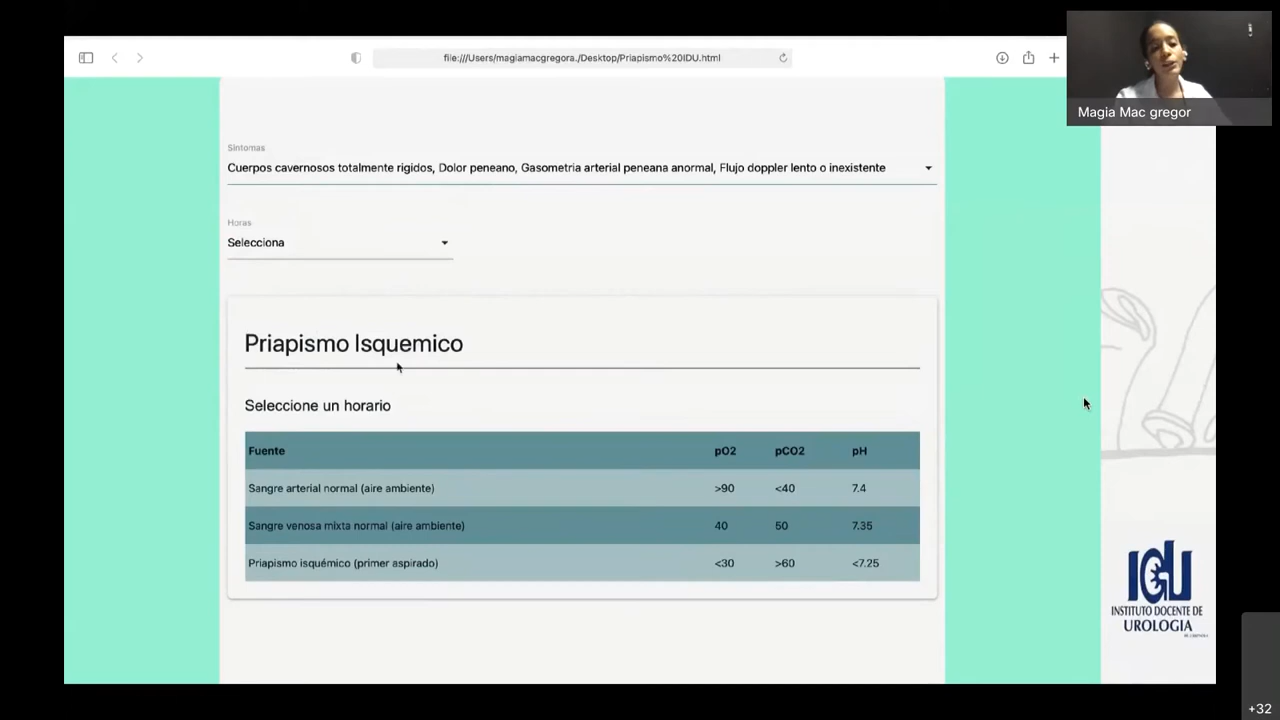 file:///Users/magiamacgregora./Desktop/Priapismo%20IDU.html
Magia Mac gregor
Sintomas
Cuerpos cavernosos totalmente rigidos, Dolor peneano, Gasometria arterial peneana anormal, Flujo doppler lento o inexistente
Horas
Selecciona
Priapismo Isquemico
Seleccione un horario
Fuente pO2 pCO2 pH
Sangre arterial normal (aire ambiente) >90 <40 7.4
Sangre venosa mixta normal (aire ambiente) 40 50 7.35
Priapismo isquémico (primer aspirado) <30 >60 <7.25
IDU
INSTITUTO DOCENTE DE
UROLOGIA
+32